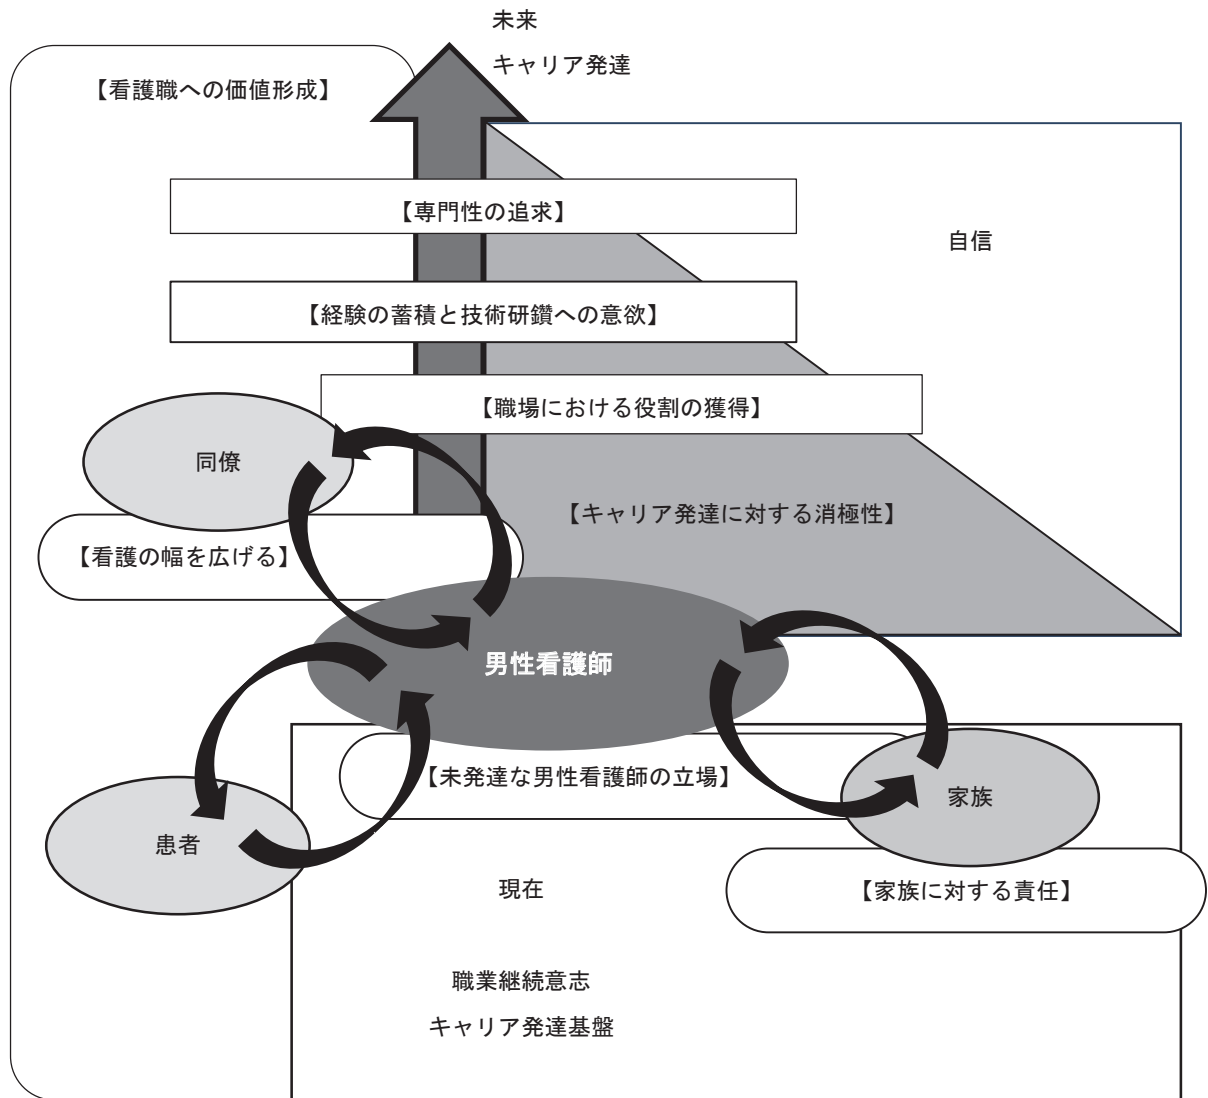 未来
キャリア発達
【看護職への価値形成】
【専門性の追求】
自信
【経験の蓄積と技術研鑽への意欲】
【職場における役割の獲得】
同僚
【キャリア発達に対する消極性】
【看護の幅を広げる】
男性看護師
【未発達な男性看護師の立場】
家族
患者
現在
【家族に対する責任】
職業継続意志
キャリア発達基盤